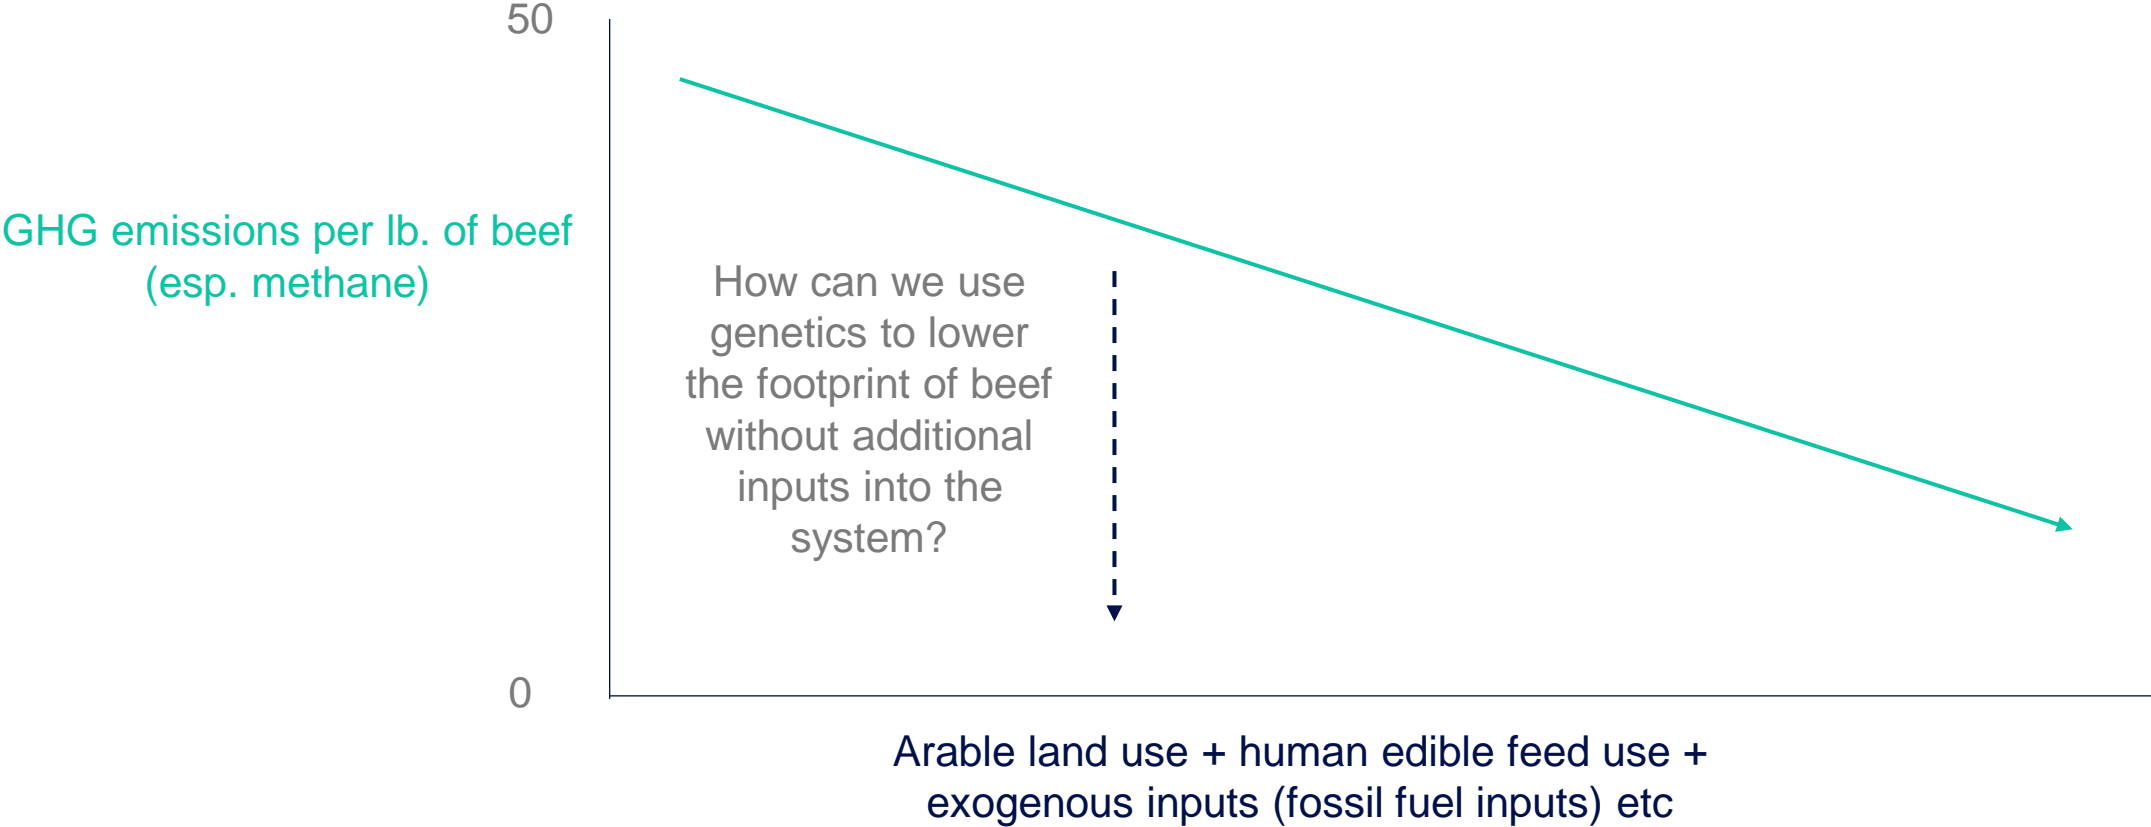 50
GHG emissions per lb. of beef
(esp. methane)
How can we use
genetics to lower
the footprint of beef
without additional
inputs into the
system?
0
Arable land use + human edible feed use +
exogenous inputs (fossil fuel inputs) etc